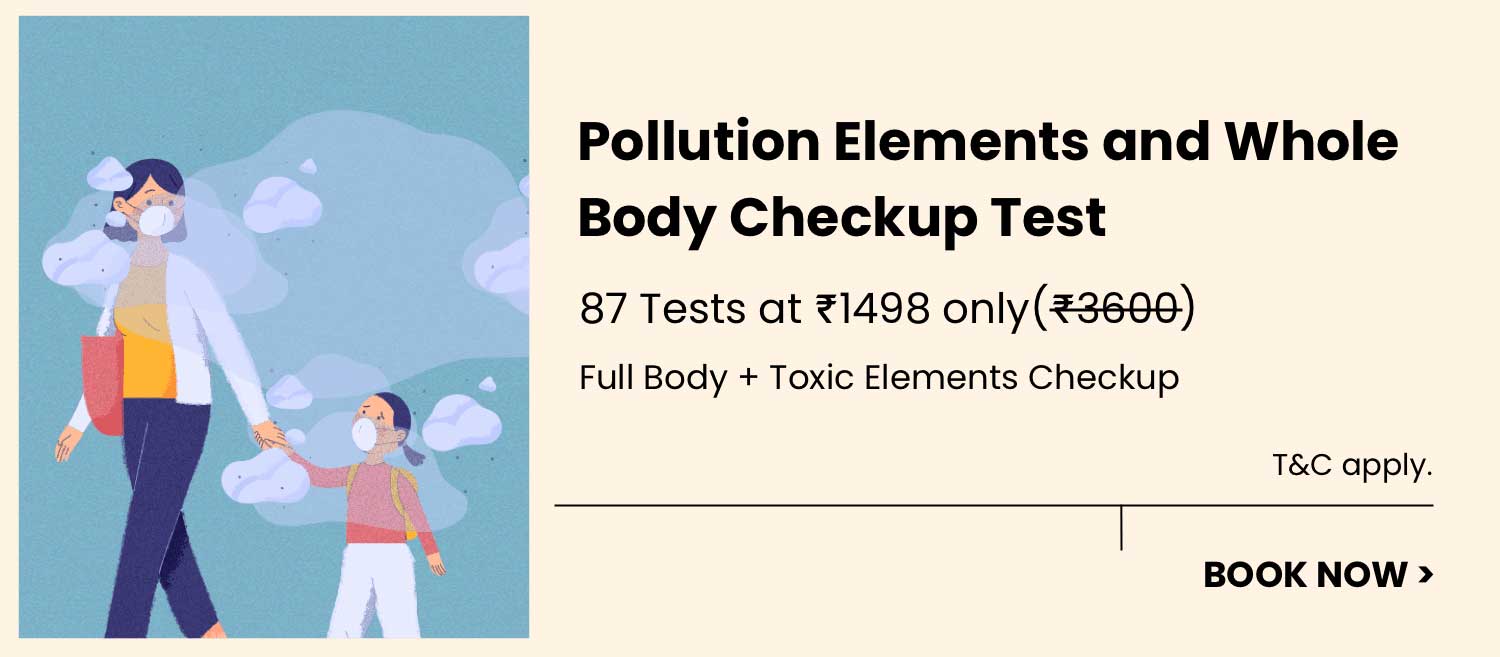 Pollution Elements and Whole
Body Checkup Test
87 Tests at ₹1498 only(₹3600)
Full Body + Toxic Elements Checkup
T&C apply.
BOOK NOW ›